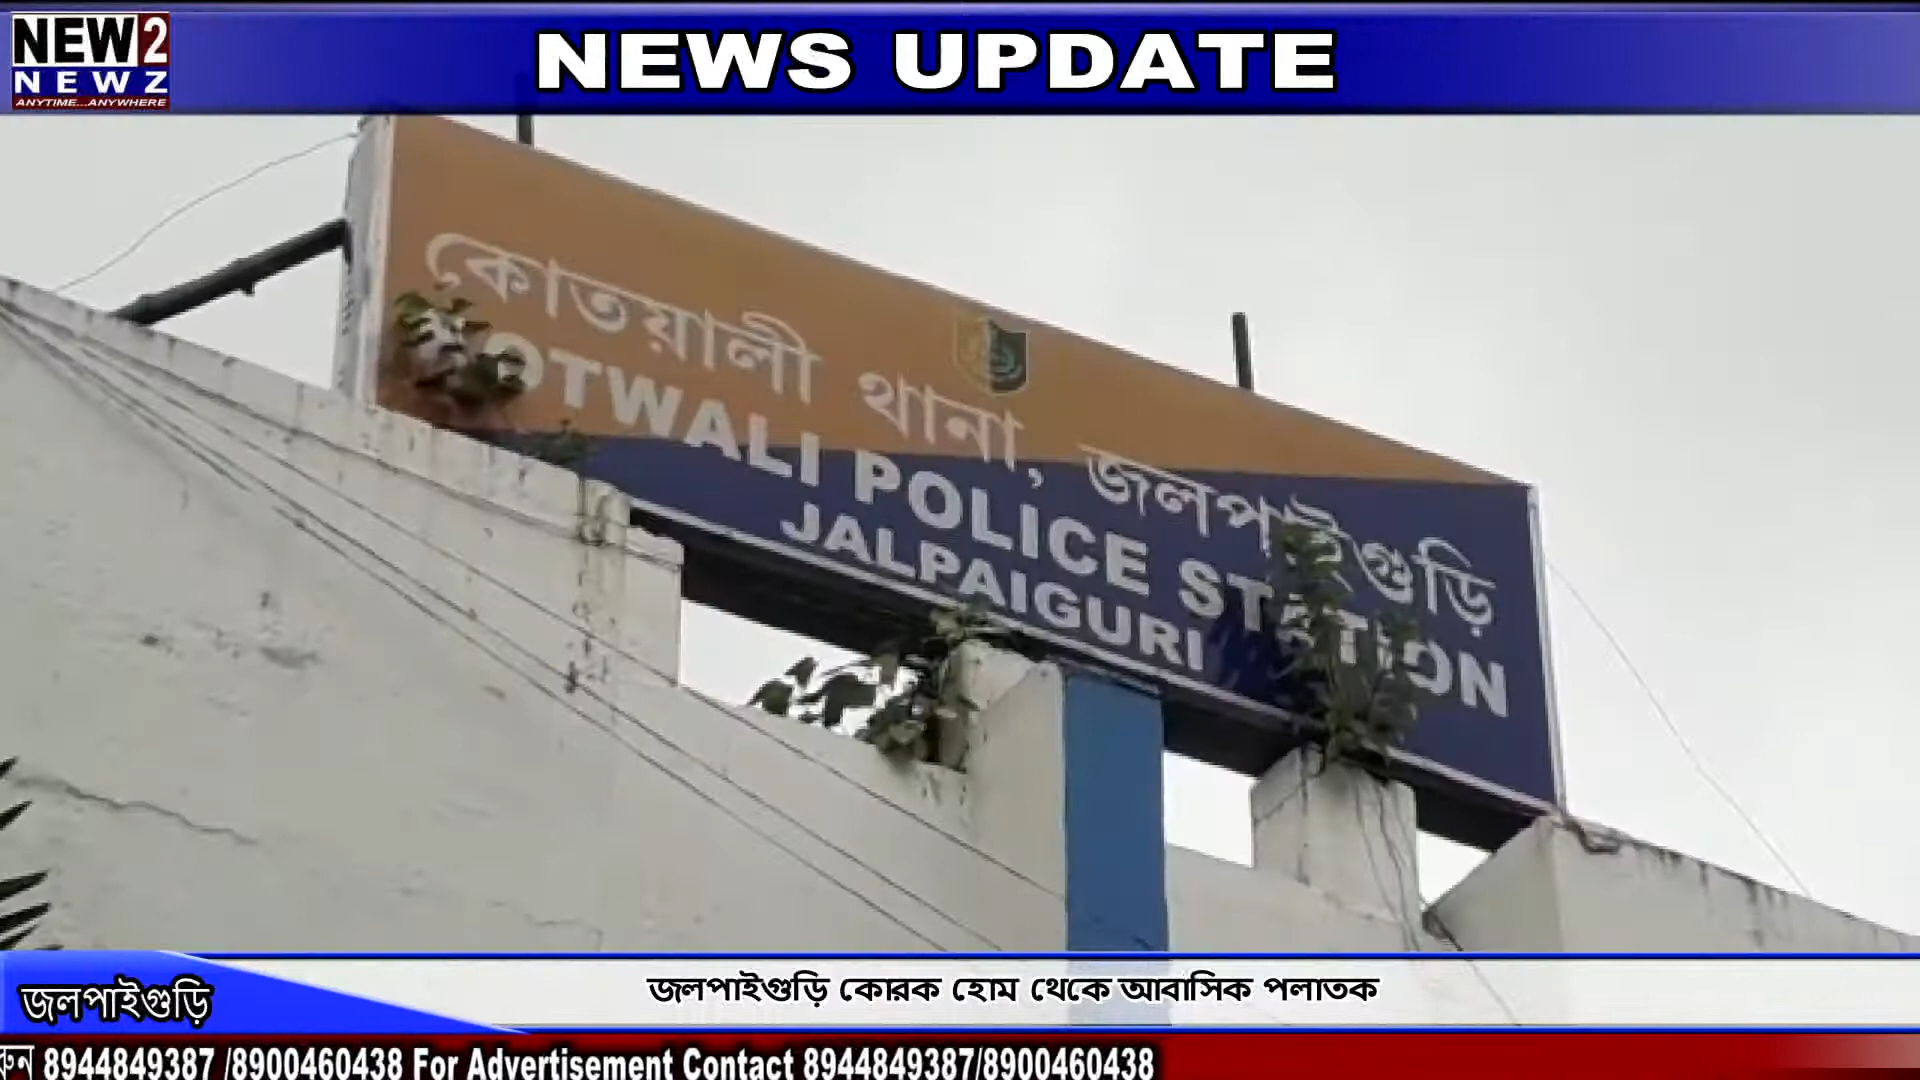 NEW2
NEWZ
ANYTIME...ANYWHERE
NEWS UPDATE
কোতয়ালী থানা, জলপাইগুড়ি
KOTWALI POLICE STATION
JALPAIGURI
জলপাইগুড়ি
জলপাইগুড়ি কোরক হোম থেকে আবাসিক পলাতক
8944849387 /8900460438 For Advertisement Contact 8944849387/8900460438